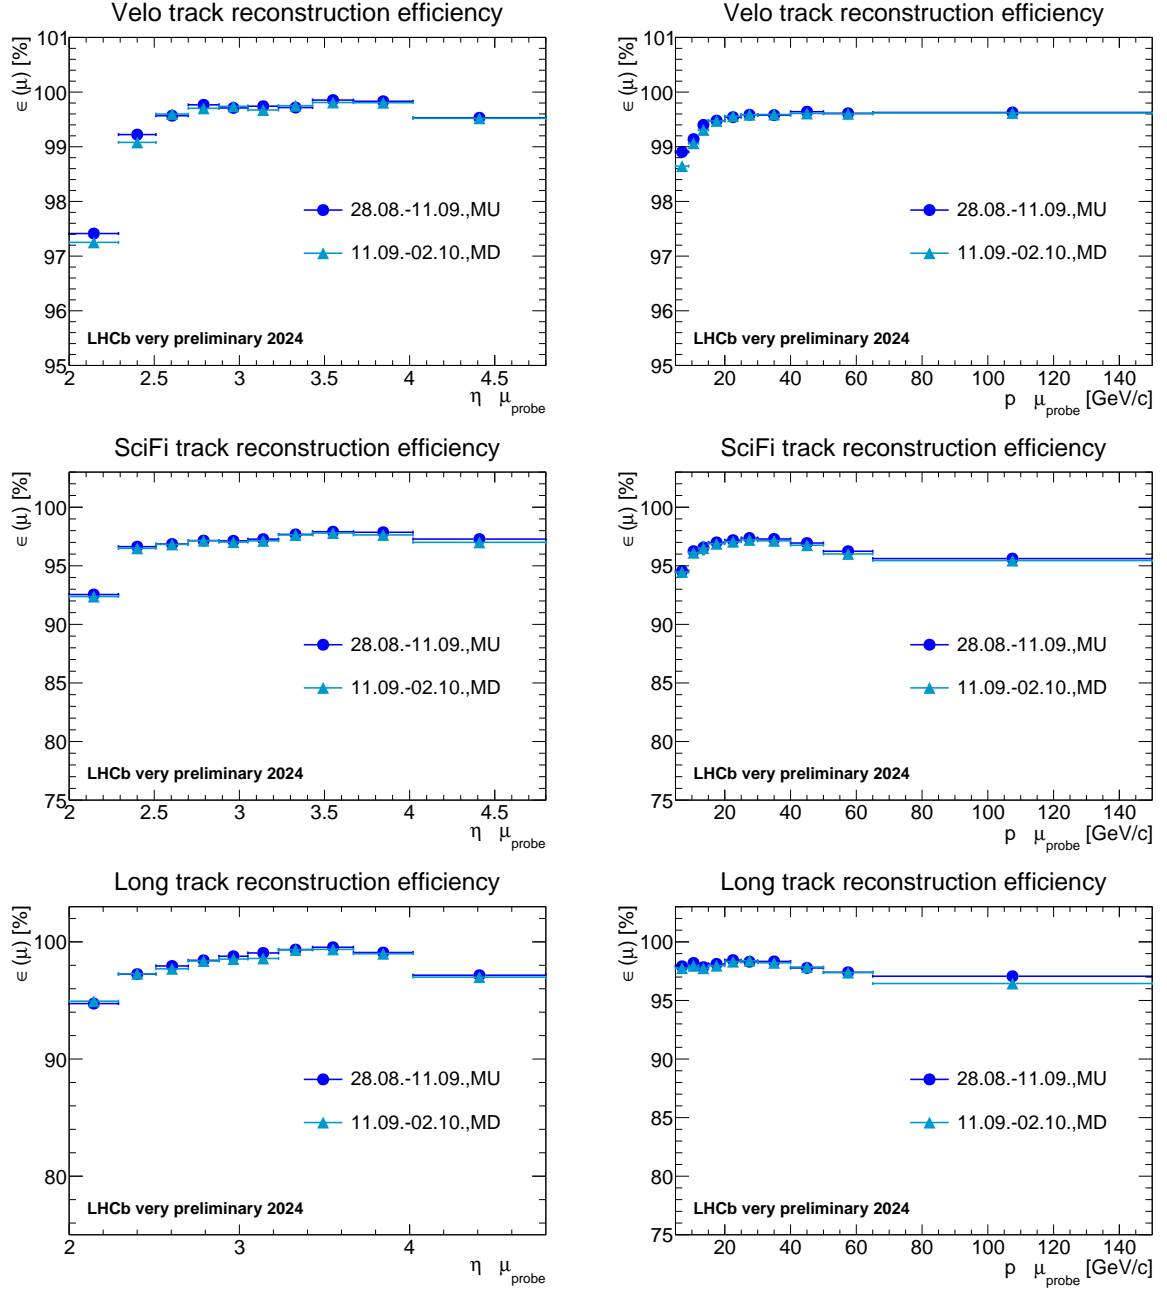 Velo track reconstruction efficiency
ϵ (μ) [%]
101
100
99
98
97
96
95
28.08.-11.09.,MU
11.09.-02.10.,MD
LHCb very preliminary 2024
2 2.5 3 3.5 4 4.5
η μprobe
Velo track reconstruction efficiency
ϵ (μ) [%]
101
100
99
98
97
96
95
28.08.-11.09.,MU
11.09.-02.10.,MD
LHCb very preliminary 2024
20 40 60 80 100 120 140
p μprobe [GeV/c]
SciFi track reconstruction efficiency
ϵ (μ) [%]
100
95
90
85
80
75
28.08.-11.09.,MU
11.09.-02.10.,MD
LHCb very preliminary 2024
2 2.5 3 3.5 4 4.5
η μprobe
SciFi track reconstruction efficiency
ϵ (μ) [%]
100
95
90
85
80
75
28.08.-11.09.,MU
11.09.-02.10.,MD
LHCb very preliminary 2024
20 40 60 80 100 120 140
p μprobe [GeV/c]
Long track reconstruction efficiency
ϵ (μ) [%]
100
90
80
28.08.-11.09.,MU
11.09.-02.10.,MD
LHCb very preliminary 2024
2 3 4
η μprobe
Long track reconstruction efficiency
ϵ (μ) [%]
100
95
90
85
80
75
28.08.-11.09.,MU
11.09.-02.10.,MD
LHCb very preliminary 2024
20 40 60 80 100 120 140
p μprobe [GeV/c]